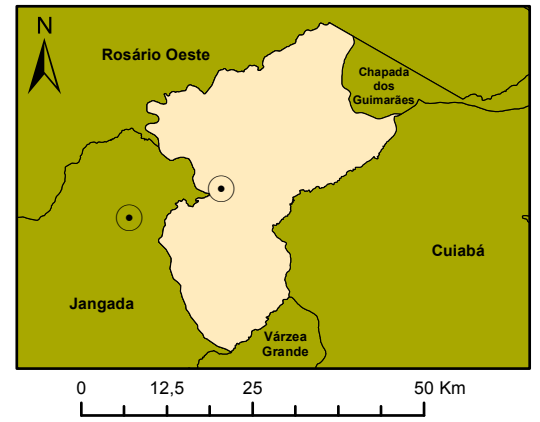 N
Rosário Oeste
Chapada
dos
Guimarães
Cuiabá
Jangada
Várzea
Grande
0 12,5 25 50 Km